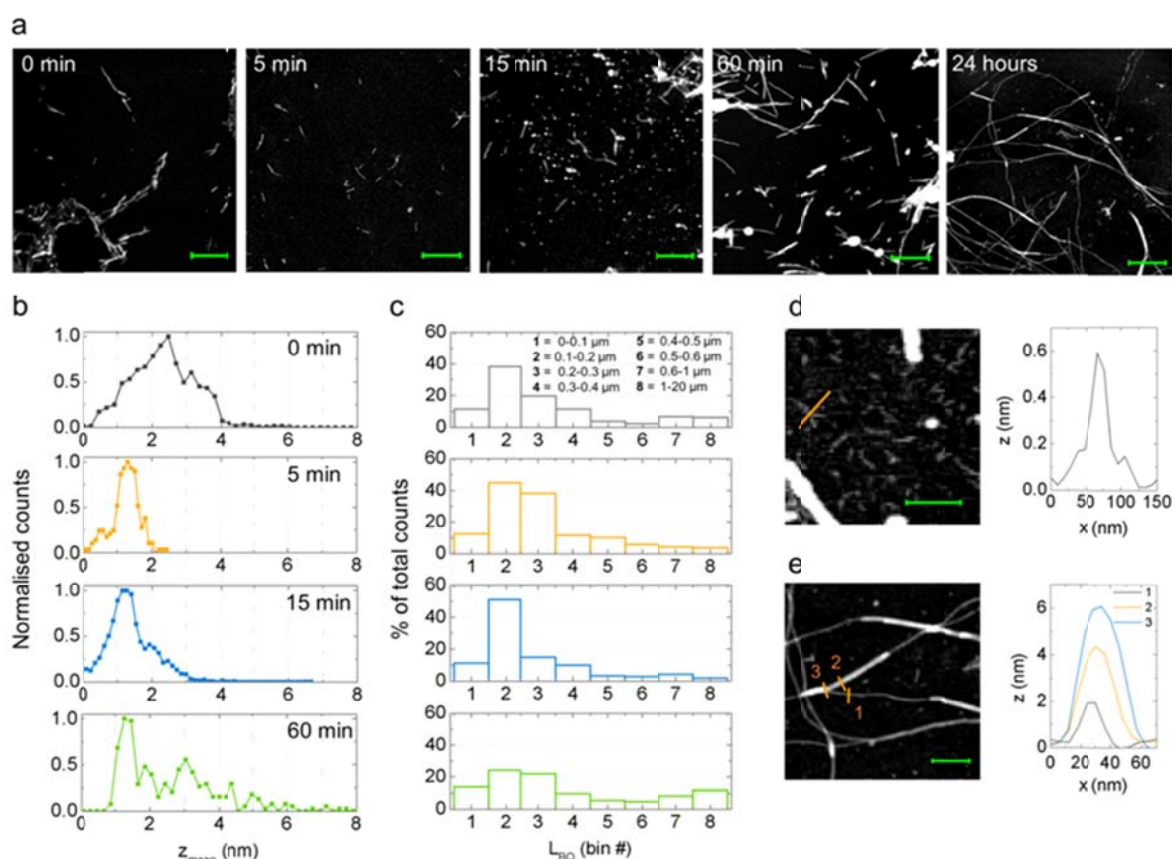 a
0 min
5 min
15 min
60 min
24 hours
b
Normalised counts
1.0
0.5
0.0
0 min
0 2 4 6 8
1.0
0.5
0.0
5 min
0 2 4 6 8
1.0
0.5
0.0
15 min
0 2 4 6 8
1.0
0.5
0.0
60 min
0 2 4 6 8
(nm)
c
% of total counts
60
40
20
0
1 = 0-0.1 µm
2 = 0.1-0.2 µm
3 = 0.2-0.3 µm
4 = 0.3-0.4 µm
5 = 0.4-0.5 µm
6 = 0.5-0.6 µm
7 = 0.6-1 µm
8 = 1-20 µm
1 2 3 4 5 6 7 8
60
40
20
0
1 2 3 4 5 6 7 8
60
40
20
0
1 2 3 4 5 6 7 8
60
40
20
0
1 2 3 4 5 6 7 8
(bin #)
d
z (nm)
0.6
0.4
0.2
0.0
0 50 100 150
x (nm)
e
3
2
1
z (nm)
6
4
2
0
1
2
3
0 20 40 60
x (nm)